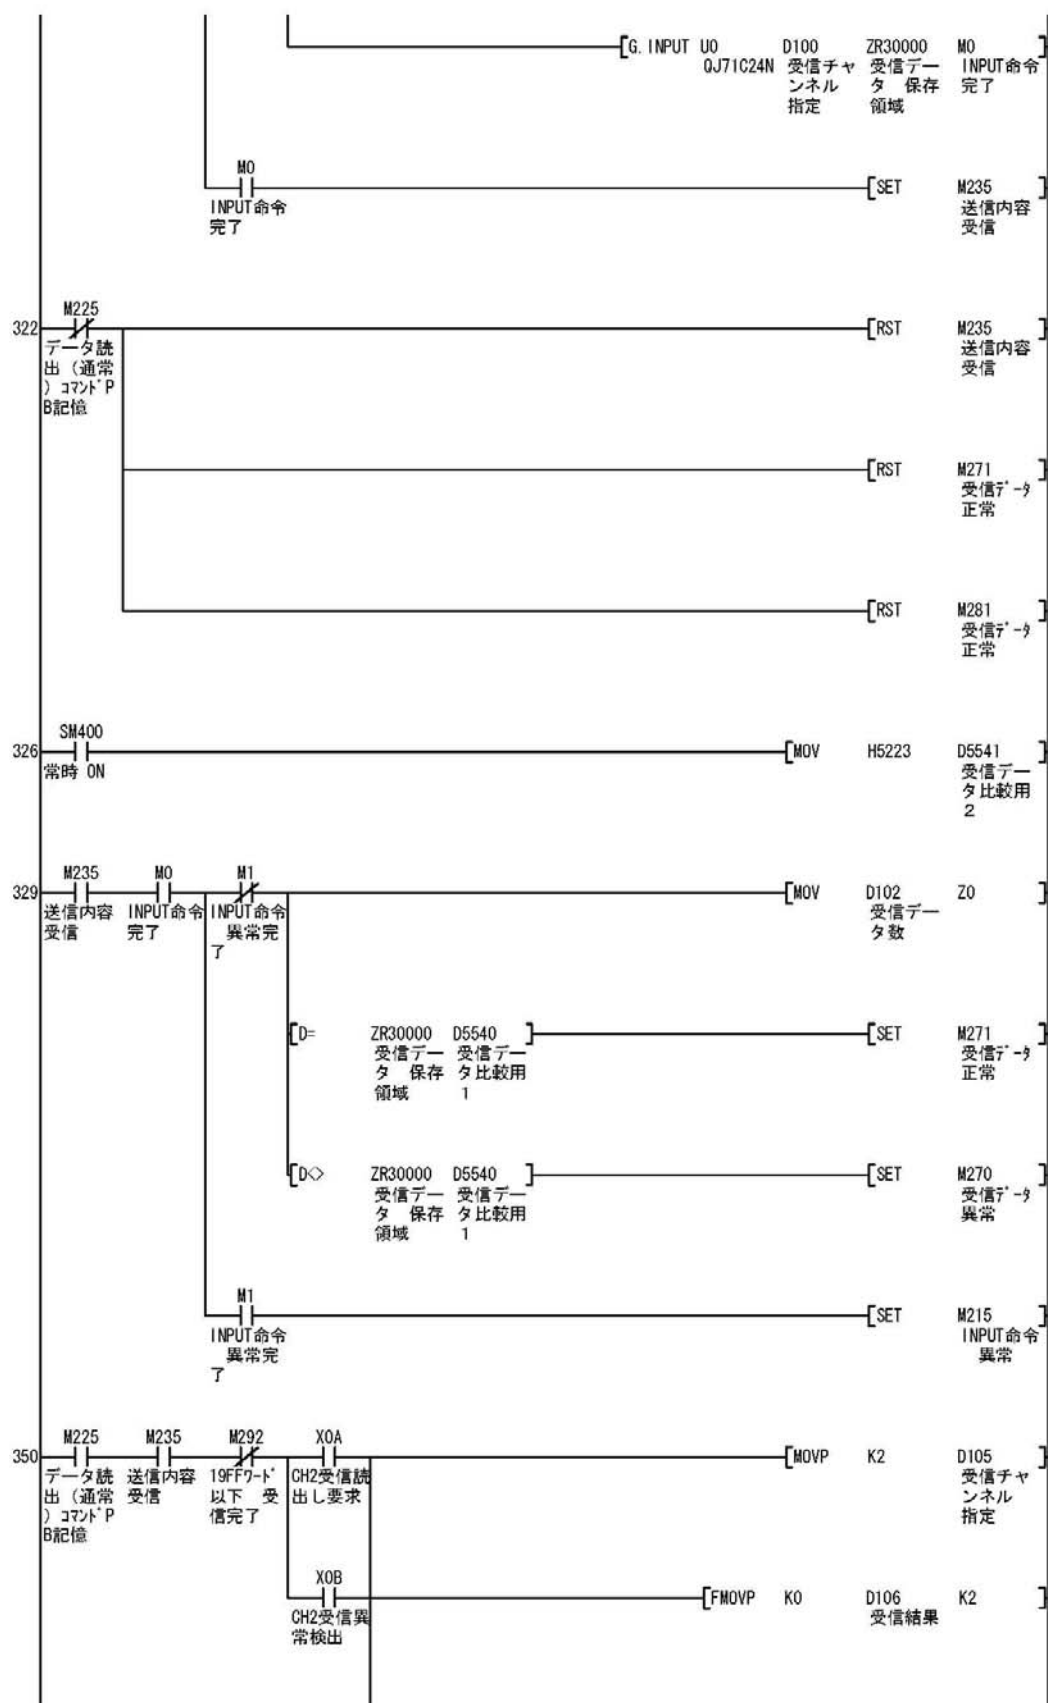 [G.INPUT U0 D100 ZR30000 M0 ]
QJ71C24N 受信チャ 受信デー INPUT命令
ンネル タ 保存 完了
指定 領域
M0
[SET M235 ]
INPUT命令 送信内容
完了 受信
M225
322 [RST M235 ]
データ読 送信内容
出（通常 受信
）ｺﾏﾝﾄﾞP
B記憶
[RST M271 ]
受信ﾃﾞｰﾀ
正常
[RST M281 ]
受信ﾃﾞｰﾀ
正常
SM400
326 [MOV H5223 D5541 ]
常時 ON 受信デー
タ比較用
2
M235 M0 M1
329 [MOV D102 Z0 ]
送信内容 INPUT命令 INPUT命令 受信デー
受信 完了 異常完 タ数
了
[D= ZR30000 D5540 ] [SET M271 ]
受信デー 受信デー 受信ﾃﾞｰﾀ
タ 保存 タ比較用 正常
領域 1
[D<> ZR30000 D5540 ] [SET M270 ]
受信デー 受信デー 受信ﾃﾞｰﾀ
タ 保存 タ比較用 異常
領域 1
M1
[SET M215 ]
INPUT命令 INPUT命令
異常完 異常
了
M225 M235 M292 X0A
350 [MOVP K2 D105 ]
データ読 送信内容 19FFﾜｰﾄﾞ CH2受信読 受信チャ
出（通常 受信 以下 受 出し要求 ンネル
）ｺﾏﾝﾄﾞP 信完了 指定
B記憶
X0B
[FMOVP K0 D106 K2 ]
CH2受信異 受信結果
常検出